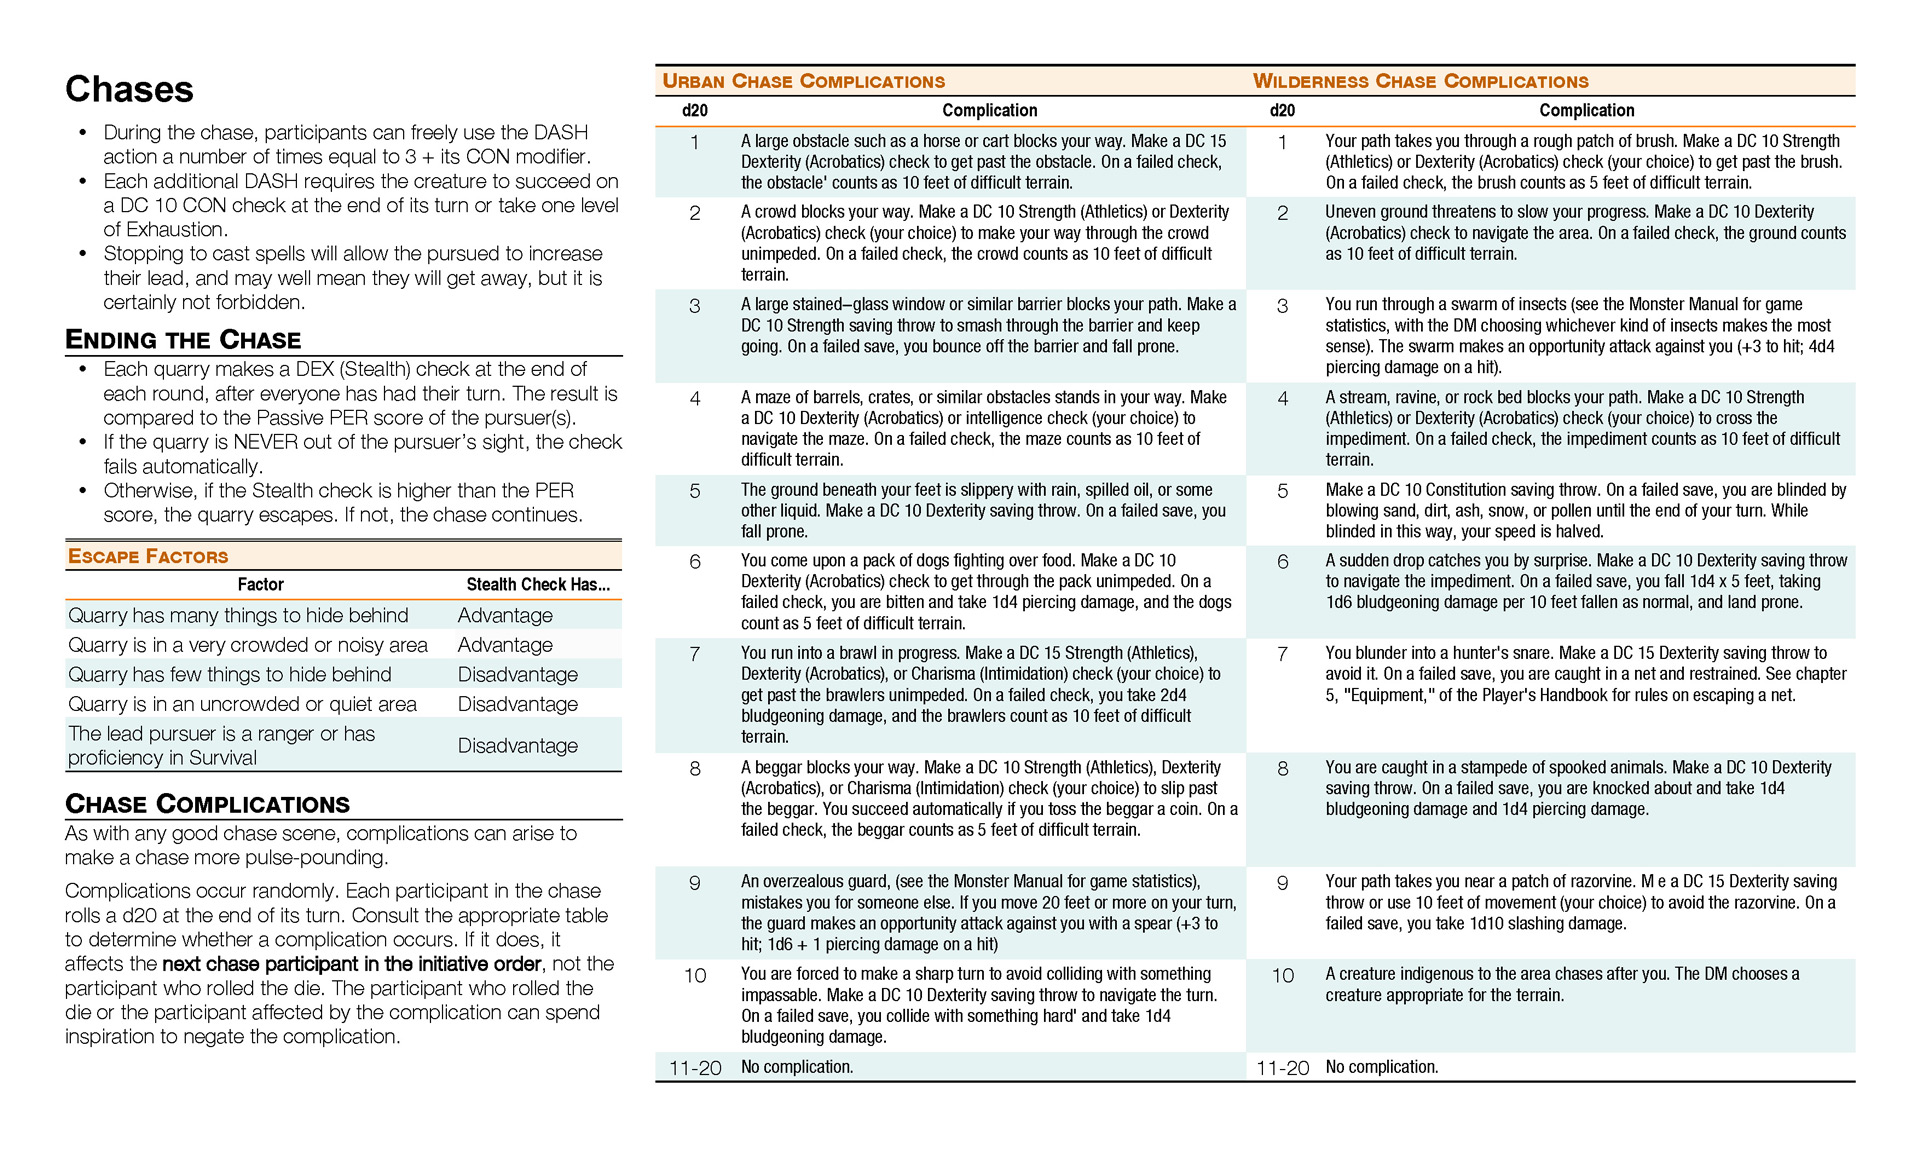 Chases
• During the chase, participants can freely use the DASH
action a number of times equal to 3 + its CON modifier.
• Each additional DASH requires the creature to succeed on
a DC 10 CON check at the end of its turn or take one level
of Exhaustion.
• Stopping to cast spells will allow the pursued to increase
their lead, and may well mean they will get away, but it is
certainly not forbidden.
ENDING THE CHASE
• Each quarry makes a DEX (Stealth) check at the end of
each round, after everyone has had their turn. The result is
compared to the Passive PER score of the pursuer(s).
• If the quarry is NEVER out of the pursuer's sight, the check
fails automatically.
• Otherwise, if the Stealth check is higher than the PER
score, the quarry escapes. If not, the chase continues.
ESCAPE FACTORS
Factor Stealth Check Has...
Quarry has many things to hide behind Advantage
Quarry is in a very crowded or noisy area Advantage
Quarry has few things to hide behind Disadvantage
Quarry is in an uncrowded or quiet area Disadvantage
The lead pursuer is a ranger or has
proficiency in Survival Disadvantage
CHASE COMPLICATIONS
As with any good chase scene, complications can arise to
make a chase more pulse-pounding.
Complications occur randomly. Each participant in the chase
rolls a d20 at the end of its turn. Consult the appropriate table
to determine whether a complication occurs. If it does, it
affects the next chase participant in the initiative order, not the
participant who rolled the die. The participant who rolled the
die or the participant affected by the complication can spend
inspiration to negate the complication.
URBAN CHASE COMPLICATIONS
d20 Complication
1 A large obstacle such as a horse or cart blocks your way. Make a DC 15
Dexterity (Acrobatics) check to get past the obstacle. On a failed check,
the obstacle' counts as 10 feet of difficult terrain.
2 A crowd blocks your way. Make a DC 10 Strength (Athletics) or Dexterity
(Acrobatics) check (your choice) to make your way through the crowd
unimpeded. On a failed check, the crowd counts as 10 feet of difficult
terrain.
3 A large stained–glass window or similar barrier blocks your path. Make a
DC 10 Strength saving throw to smash through the barrier and keep
going. On a failed save, you bounce off the barrier and fall prone.
4 A maze of barrels, crates, or similar obstacles stands in your way. Make
a DC 10 Dexterity (Acrobatics) or intelligence check (your choice) to
navigate the maze. On a failed check, the maze counts as 10 feet of
difficult terrain.
5 The ground beneath your feet is slippery with rain, spilled oil, or some
other liquid. Make a DC 10 Dexterity saving throw. On a failed save, you
fall prone.
6 You come upon a pack of dogs fighting over food. Make a DC 10
Dexterity (Acrobatics) check to get through the pack unimpeded. On a
failed check, you are bitten and take 1d4 piercing damage, and the dogs
count as 5 feet of difficult terrain.
7 You run into a brawl in progress. Make a DC 15 Strength (Athletics),
Dexterity (Acrobatics), or Charisma (Intimidation) check (your choice) to
get past the brawlers unimpeded. On a failed check, you take 2d4
bludgeoning damage, and the brawlers count as 10 feet of difficult
terrain.
8 A beggar blocks your way. Make a DC 10 Strength (Athletics), Dexterity
(Acrobatics), or Charisma (Intimidation) check (your choice) to slip past
the beggar. You succeed automatically if you toss the beggar a coin. On a
failed check, the beggar counts as 5 feet of difficult terrain.
9 An overzealous guard, (see the Monster Manual for game statistics),
mistakes you for someone else. If you move 20 feet or more on your turn,
the guard makes an opportunity attack against you with a spear (+3 to
hit; 1d6 + 1 piercing damage on a hit)
10 You are forced to make a sharp turn to avoid colliding with something
impassable. Make a DC 10 Dexterity saving throw to navigate the turn.
On a failed save, you collide with something hard' and take 1d4
bludgeoning damage.
11-20 No complication.
WILDERNESS CHASE COMPLICATIONS
d20 Complication
1 Your path takes you through a rough patch of brush. Make a DC 10 Strength
(Athletics) or Dexterity (Acrobatics) check (your choice) to get past the brush.
On a failed check, the brush counts as 5 feet of difficult terrain.
2 Uneven ground threatens to slow your progress. Make a DC 10 Dexterity
(Acrobatics) check to navigate the area. On a failed check, the ground counts
as 10 feet of difficult terrain.
3 You run through a swarm of insects (see the Monster Manual for game
statistics, with the DM choosing whichever kind of insects makes the most
sense). The swarm makes an opportunity attack against you (+3 to hit; 4d4
piercing damage on a hit).
4 A stream, ravine, or rock bed blocks your path. Make a DC 10 Strength
(Athletics) or Dexterity (Acrobatics) check (your choice) to cross the
impediment. On a failed check, the impediment counts as 10 feet of difficult
terrain.
5 Make a DC 10 Constitution saving throw. On a failed save, you are blinded by
blowing sand, dirt, ash, snow, or pollen until the end of your turn. While
blinded in this way, your speed is halved.
6 A sudden drop catches you by surprise. Make a DC 10 Dexterity saving throw
to navigate the impediment. On a failed save, you fall 1d4 x 5 feet, taking
1d6 bludgeoning damage per 10 feet fallen as normal, and land prone.
7 You blunder into a hunter's snare. Make a DC 15 Dexterity saving throw to
avoid it. On a failed save, you are caught in a net and restrained. See chapter
5, "Equipment," of the Player's Handbook for rules on escaping a net.
8 You are caught in a stampede of spooked animals. Make a DC 10 Dexterity
saving throw. On a failed save, you are knocked about and take 1d4
bludgeoning damage and 1d4 piercing damage.
9 Your path takes you near a patch of razorvine. M e a DC 15 Dexterity saving
throw or use 10 feet of movement (your choice) to avoid the razorvine. On a
failed save, you take 1d10 slashing damage.
10 A creature indigenous to the area chases after you. The DM chooses a
creature appropriate for the terrain.
11-20 No complication.